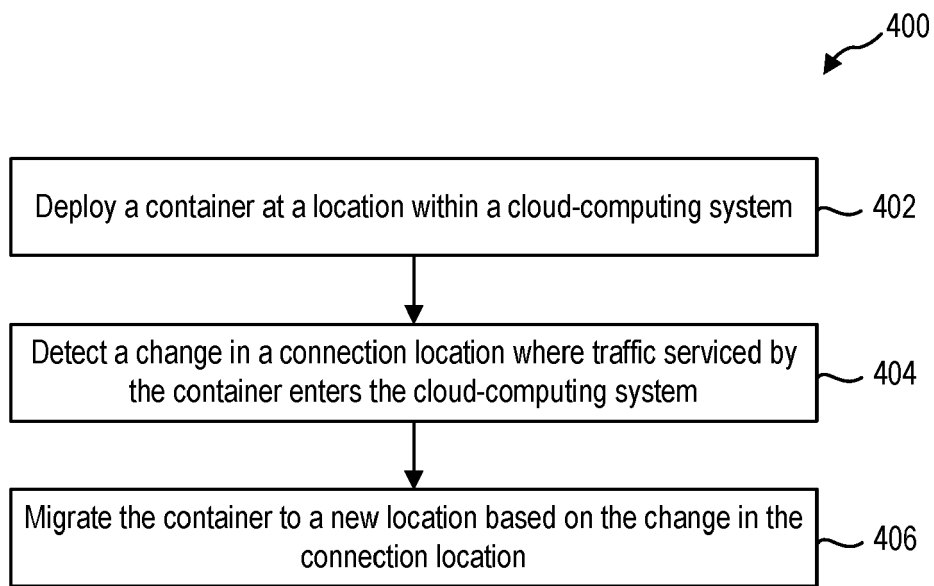 400
Deploy a container at a location within a cloud-computing system
402
Detect a change in a connection location where traffic serviced by
the container enters the cloud-computing system
404
Migrate the container to a new location based on the change in the
connection location
406